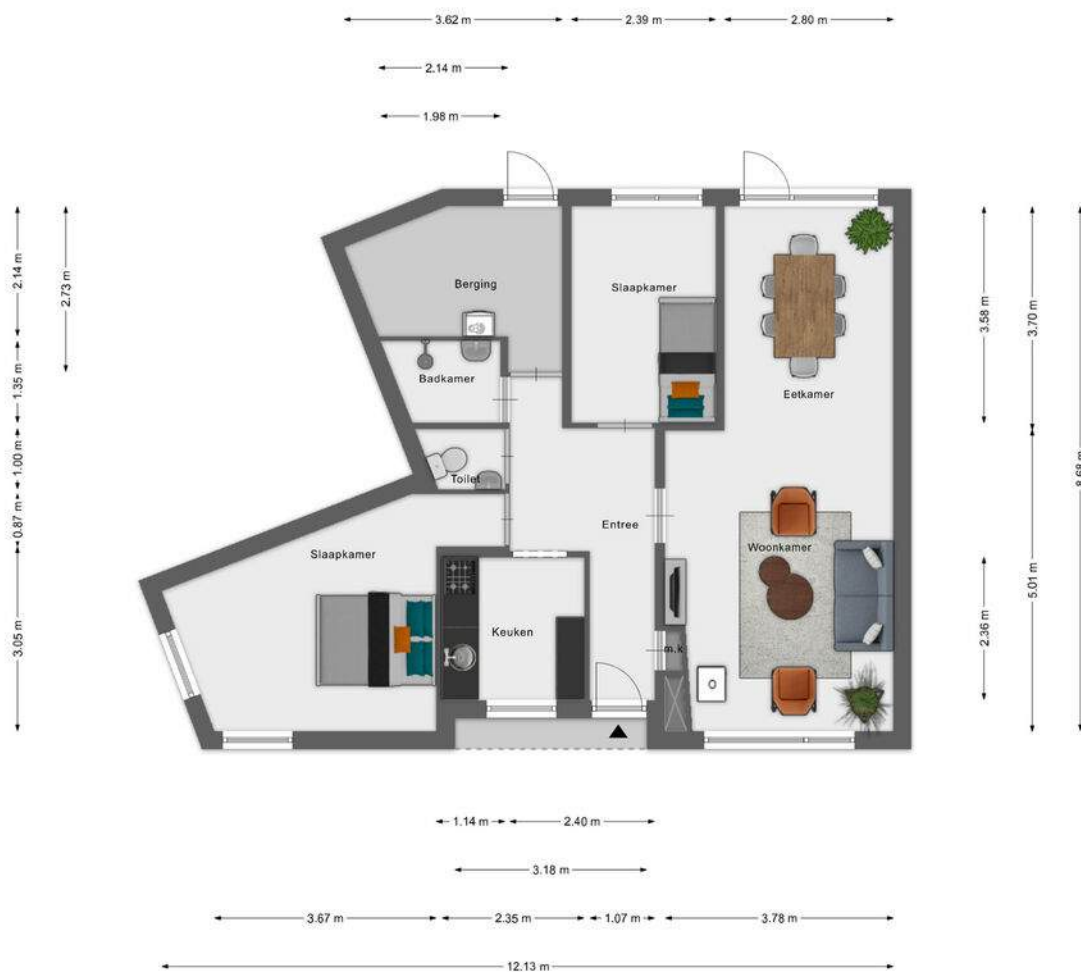 3.62 m
2.39 m
2.80 m
2.14 m
1.98 m
2.14 m
2.73 m
1.35 m
1.00 m
0.87 m
3.05 m
Berging
Slaapkamer
Badkamer
Eetkamer
Toilet
Entree
Slaapkamer
Woonkamer
Keuken
m.k
3.58 m
3.70 m
8.68 m
2.36 m
5.01 m
1.14 m
2.40 m
3.18 m
3.67 m
2.35 m
1.07 m
3.78 m
12.13 m